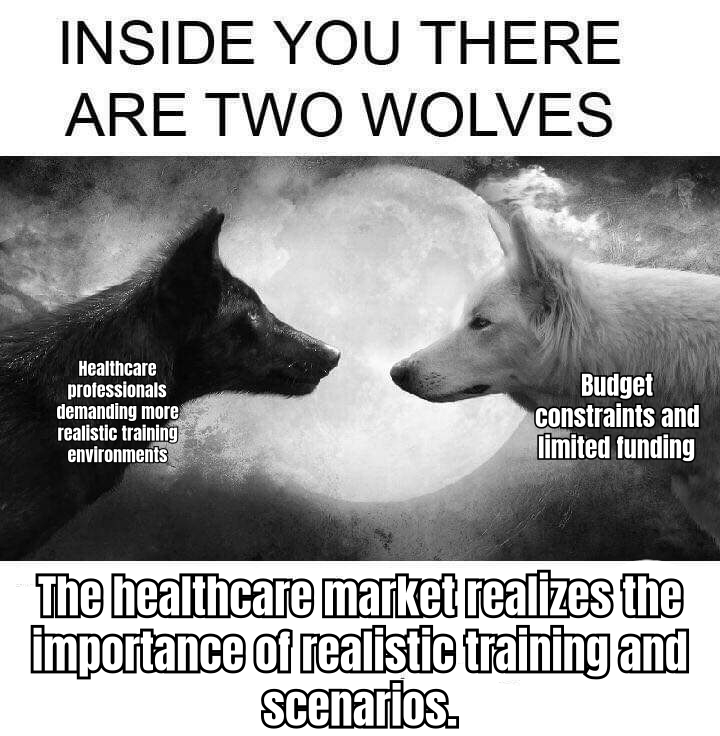 INSIDE YOU THERE
ARE TWO WOLVES
Healthcare
professionals
demanding more
realistic training
environments
Budget
constraints and
limited funding
The healthcare market realizes the
importance of realistic training and
scenarios.